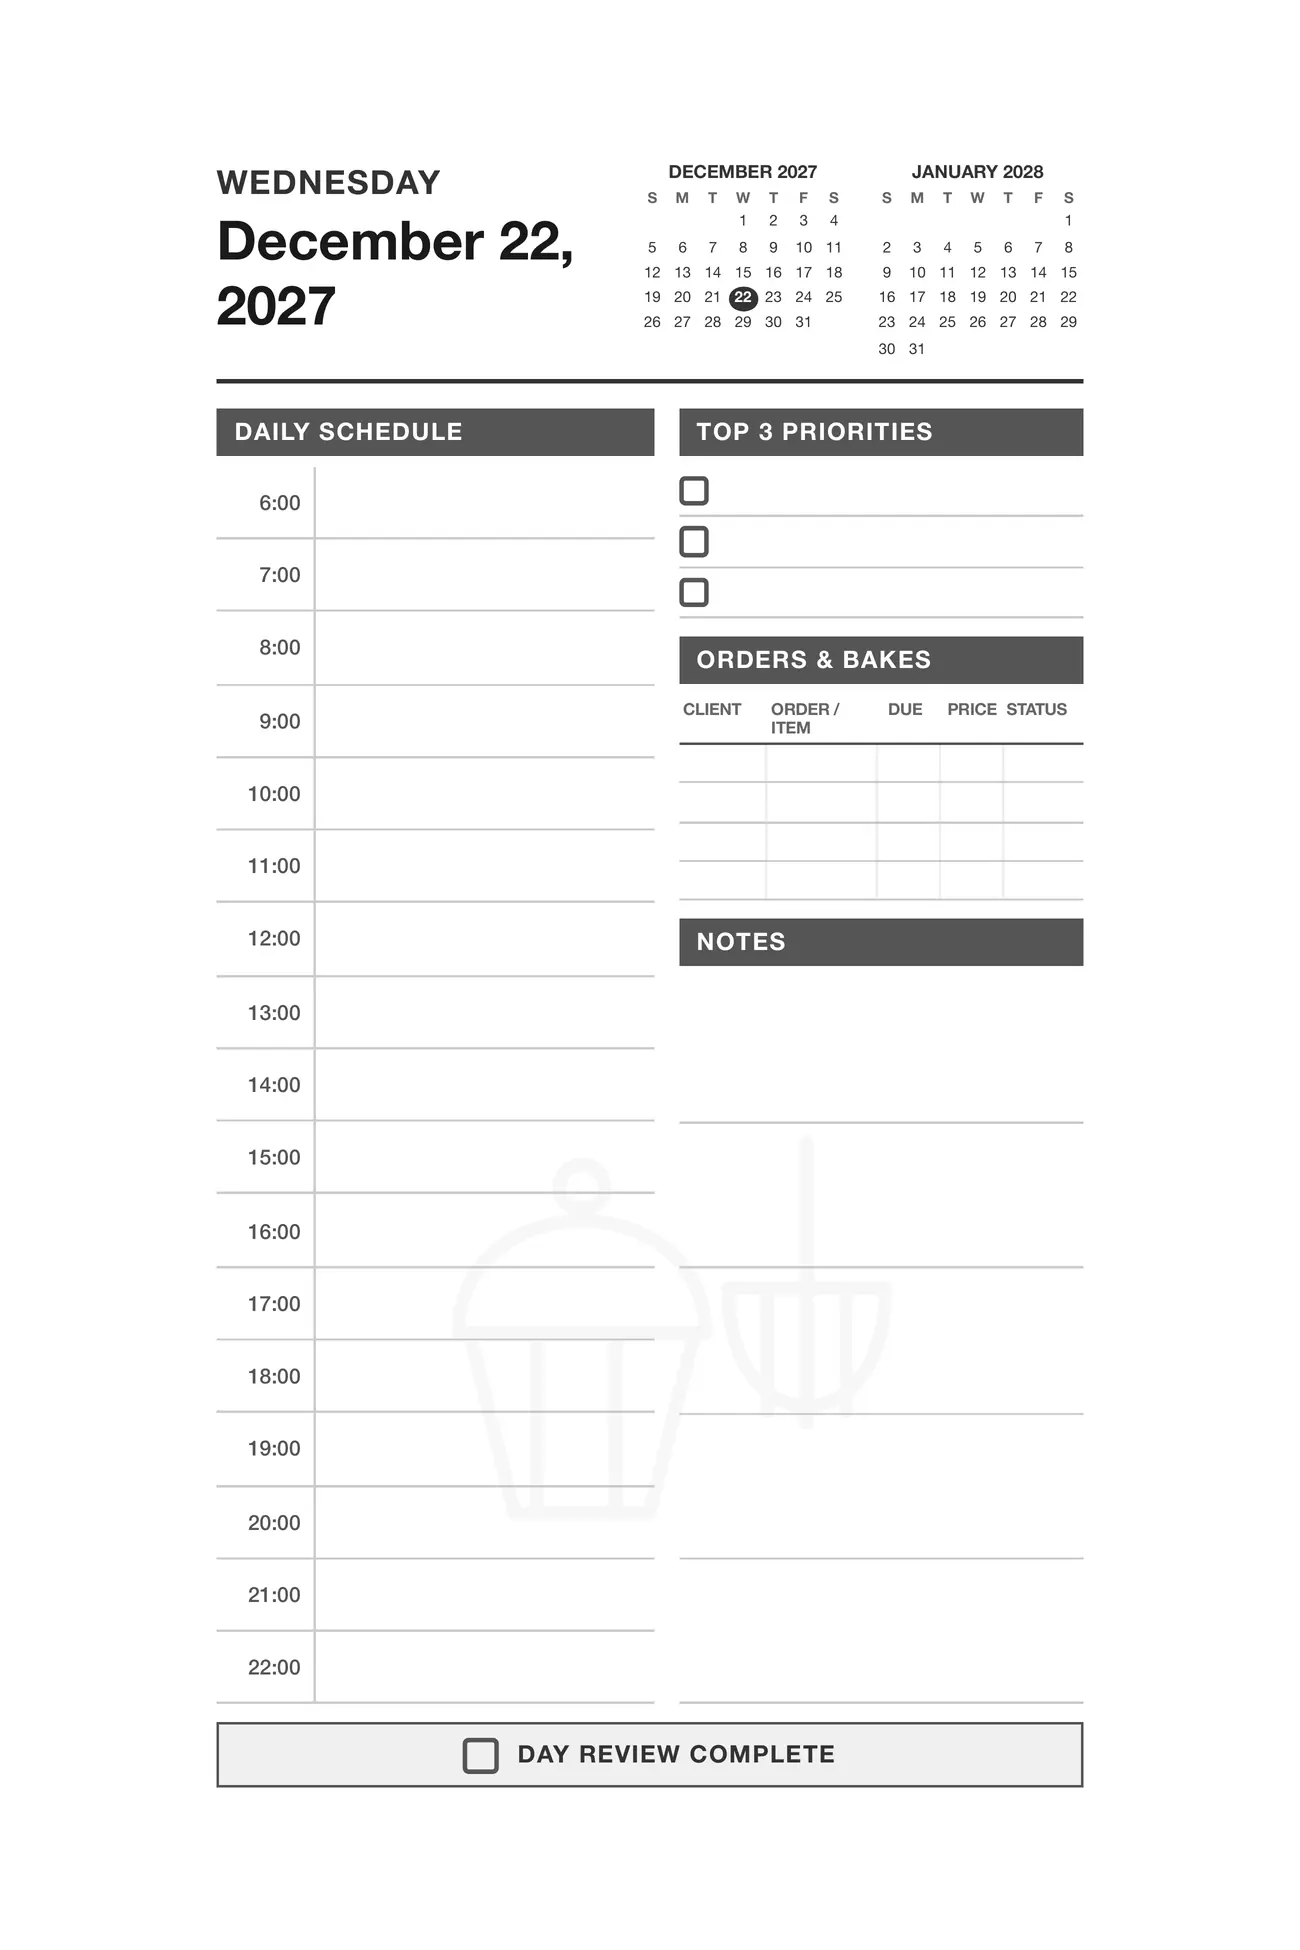 WEDNESDAY
December 22,
2027
DECEMBER 2027
S M T W T F S
1 2 3 4
5 6 7 8 9 10 11
12 13 14 15 16 17 18
19 20 21 22 23 24 25
26 27 28 29 30 31
JANUARY 2028
S M T W T F S
1
2 3 4 5 6 7 8
9 10 11 12 13 14 15
16 17 18 19 20 21 22
23 24 25 26 27 28 29
30 31
DAILY SCHEDULE
6:00
7:00
8:00
9:00
10:00
11:00
12:00
13:00
14:00
15:00
16:00
17:00
18:00
19:00
20:00
21:00
22:00
TOP 3 PRIORITIES
ORDERS & BAKES
CLIENT ORDER / DUE PRICE STATUS
ITEM
NOTES
DAY REVIEW COMPLETE